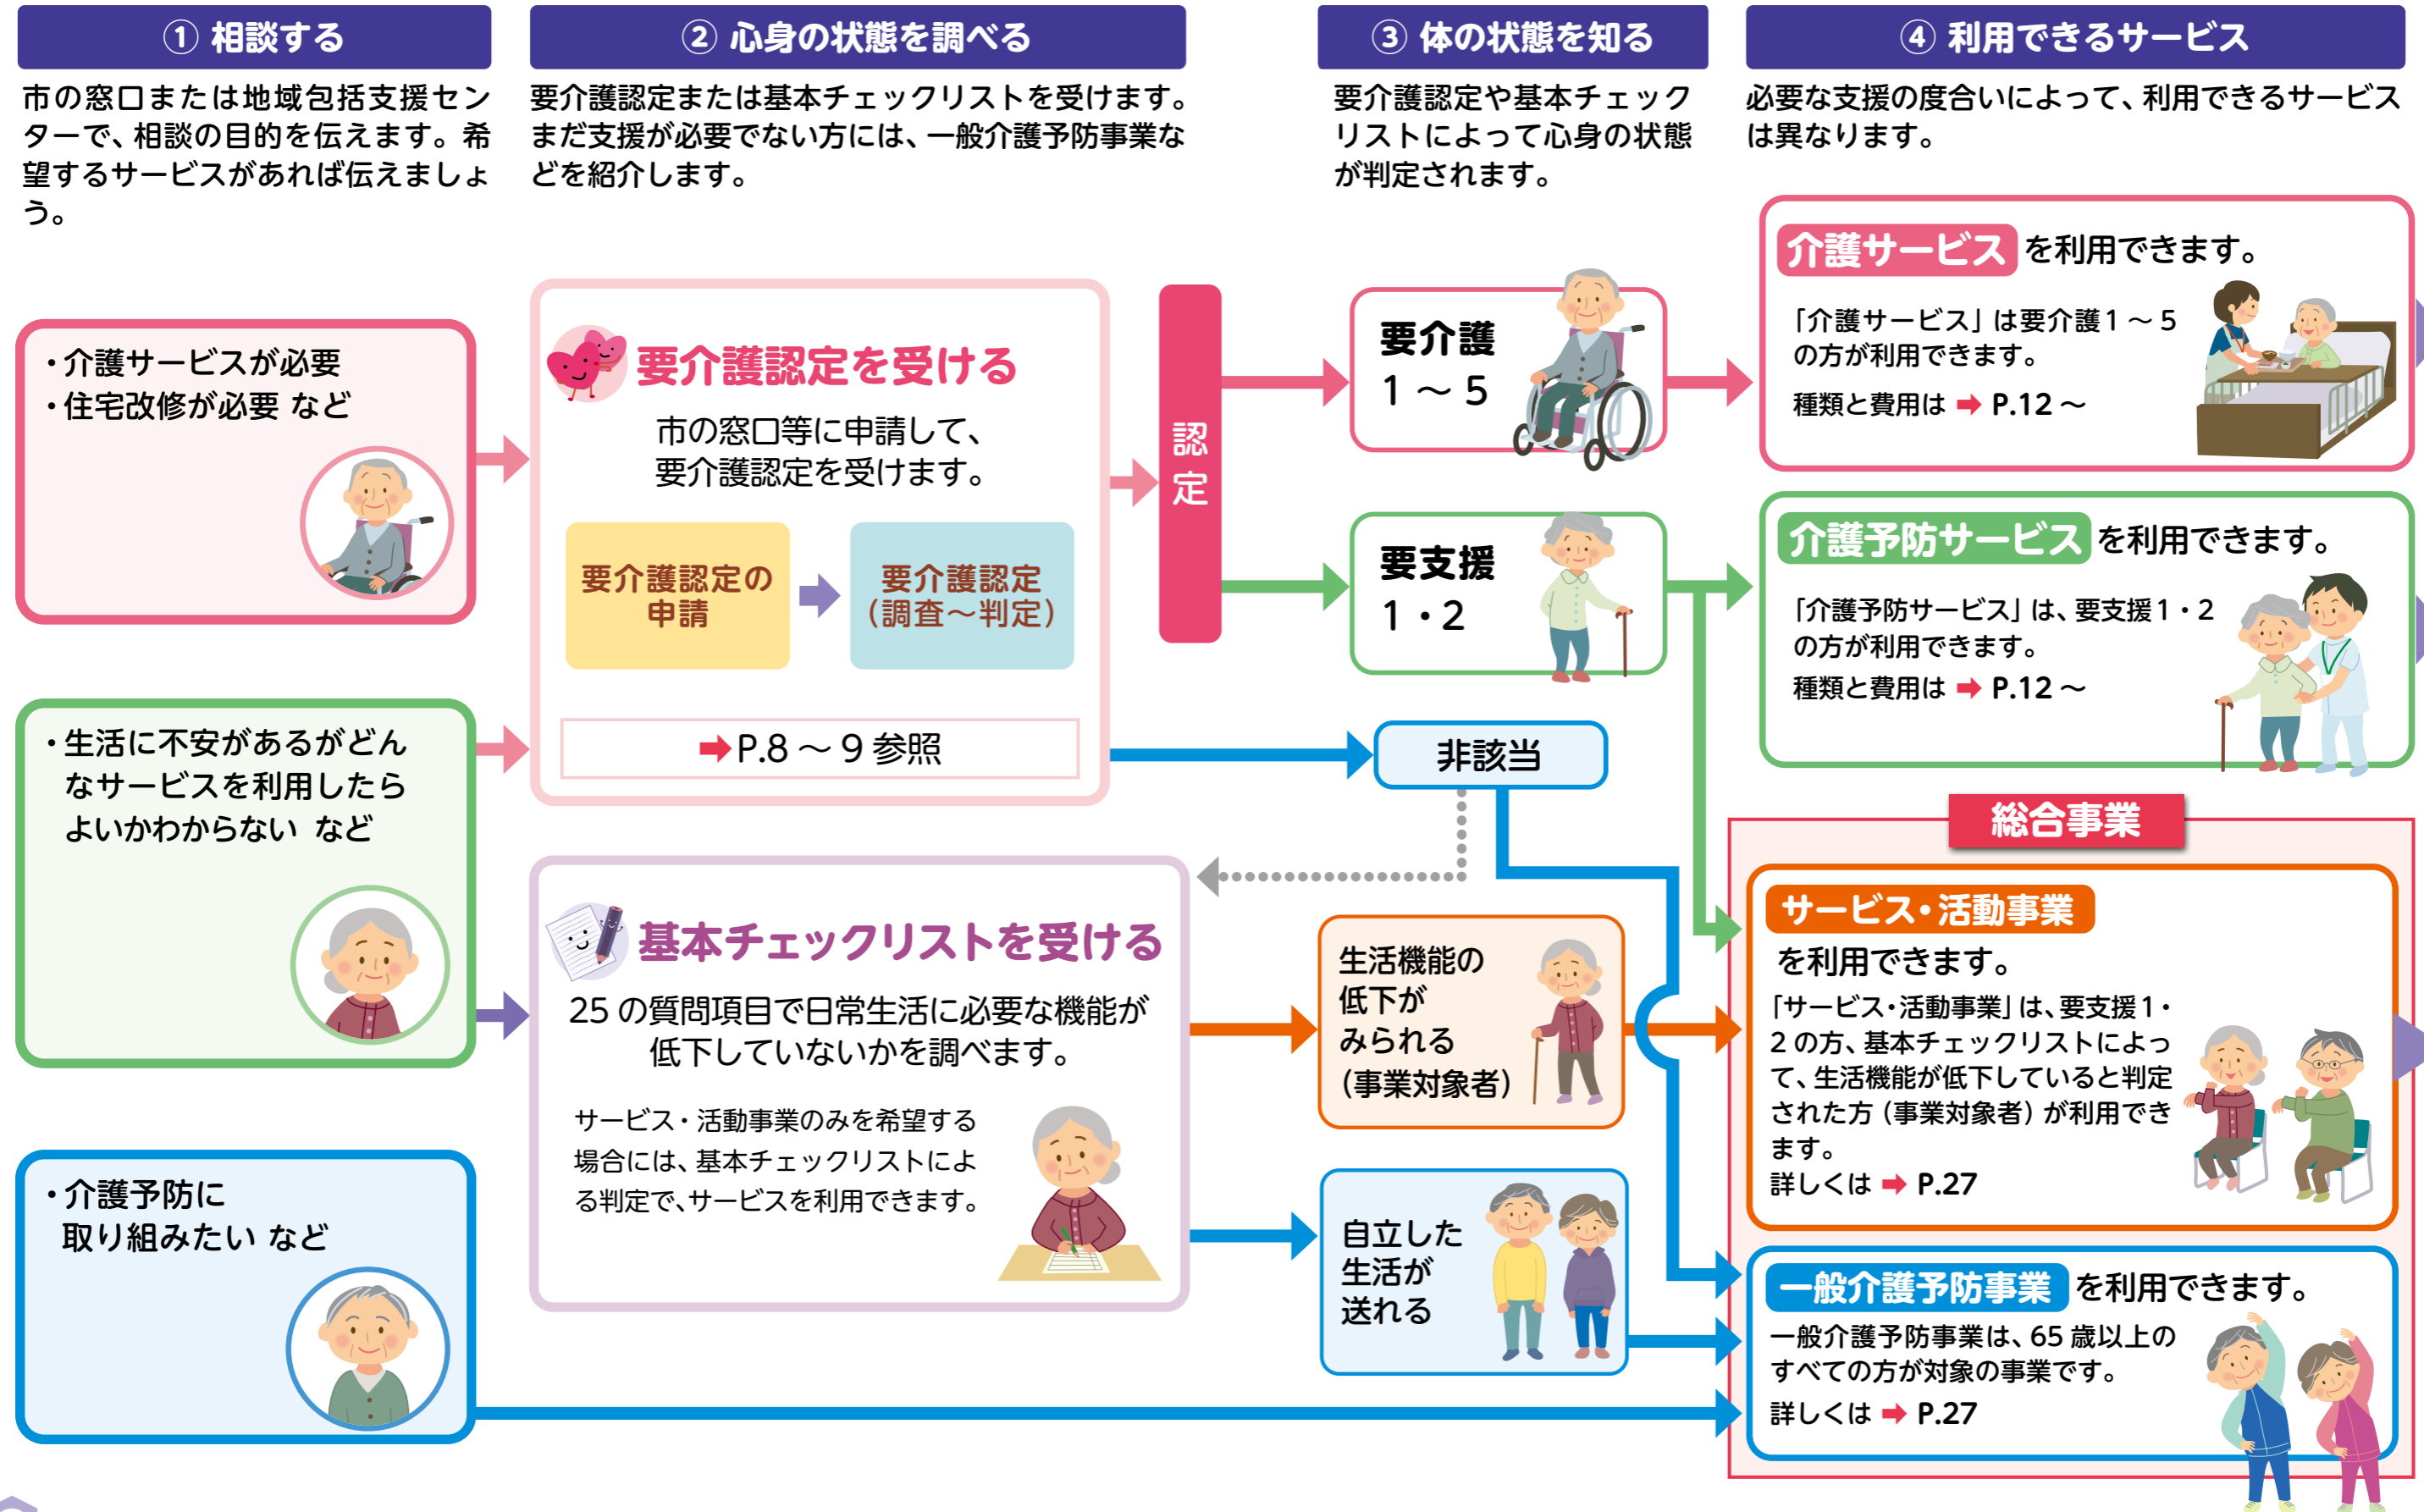 ① 相談する
市の窓口または地域包括支援セン
ターで、相談の目的を伝えます。希
望するサービスがあれば伝えましょ
う。
・介護サービスが必要
・住宅改修が必要 など
・生活に不安があるがどん
なサービスを利用したら
よいかわからない など
・介護予防に
取り組みたい など
② 心身の状態を調べる
要介護認定または基本チェックリストを受けます。
まだ支援が必要でない方には、一般介護予防事業な
どを紹介します。
要介護認定を受ける
市の窓口等に申請して、
要介護認定を受けます。
要介護認定の
申請
要介護認定
（調査～判定）
➡P.8 ～ 9 参照
基本チェックリストを受ける
25 の質問項目で日常生活に必要な機能が
低下していないかを調べます。
サービス・活動事業のみを希望する
場合には、基本チェックリストによ
る判定で、サービスを利用できます。
認定
③ 体の状態を知る
要介護認定や基本チェック
リストによって心身の状態
が判定されます。
要介護
1 ～ 5
要支援
1・2
非該当
生活機能の
低下が
みられる
（事業対象者）
自立した
生活が
送れる
④ 利用できるサービス
必要な支援の度合いによって、利用できるサービス
は異なります。
介護サービス を利用できます。
「介護サービス」は要介護1 ～ 5
の方が利用できます。
種類と費用は ➡ P.12 ～
介護予防サービス を利用できます。
「介護予防サービス」は、要支援1・2
の方が利用できます。
種類と費用は ➡ P.12 ～
総合事業
サービス・活動事業
を利用できます。
「サービス・活動事業」は、要支援1・
2 の方、基本チェックリストによっ
て、生活機能が低下していると判定
された方（事業対象者）が利用でき
ます。
詳しくは ➡ P.27
一般介護予防事業 を利用できます。
一般介護予防事業は、65 歳以上の
すべての方が対象の事業です。
詳しくは ➡ P.27